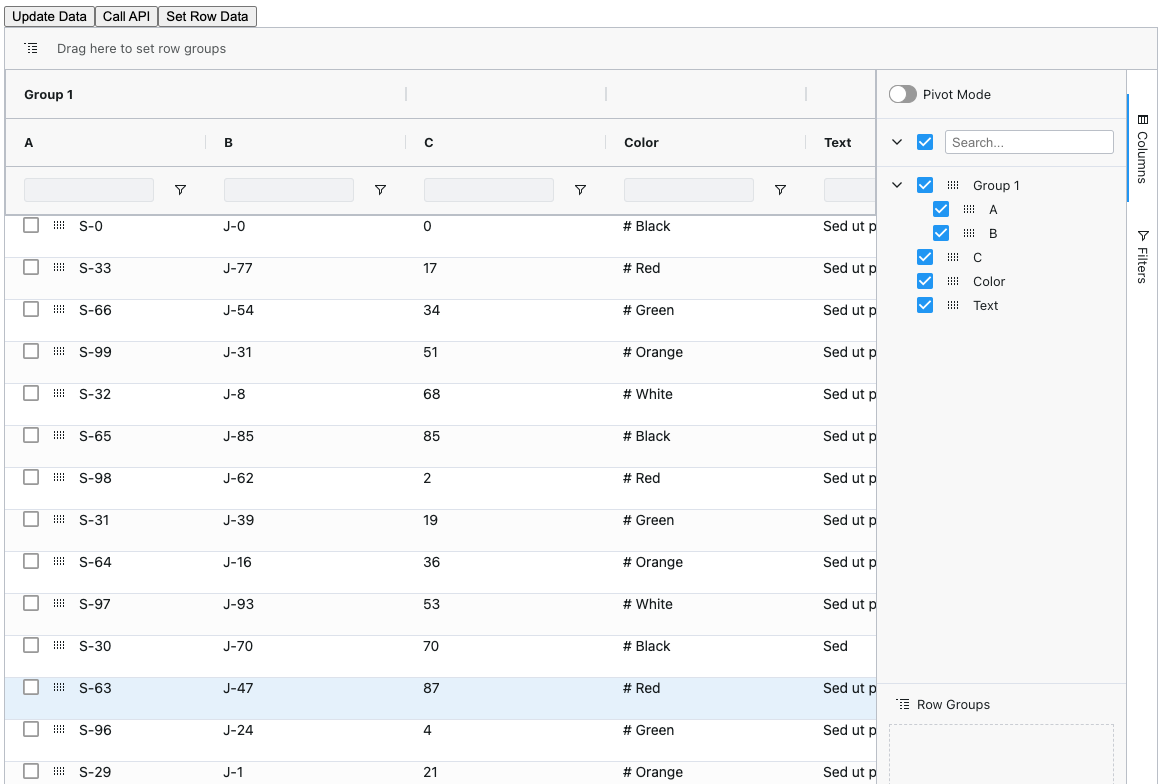 Update Data Call API Set Row Data
Drag here to set row groups
Group 1
A B C Color Text
S-0 J-0 0 # Black Sed ut p
S-33 J-77 17 # Red Sed ut p
S-66 J-54 34 # Green Sed ut p
S-99 J-31 51 # Orange Sed ut p
S-32 J-8 68 # White Sed ut p
S-65 J-85 85 # Black Sed ut p
S-98 J-62 2 # Red Sed ut p
S-31 J-39 19 # Green Sed ut p
S-64 J-16 36 # Orange Sed ut p
S-97 J-93 53 # White Sed ut p
S-30 J-70 70 # Black Sed
S-63 J-47 87 # Red Sed ut p
S-96 J-24 4 # Green Sed ut p
S-29 J-1 21 # Orange Sed ut p
Pivot Mode
Search...
Group 1
A
B
C
Color
Text
Row Groups
Columns
Filters